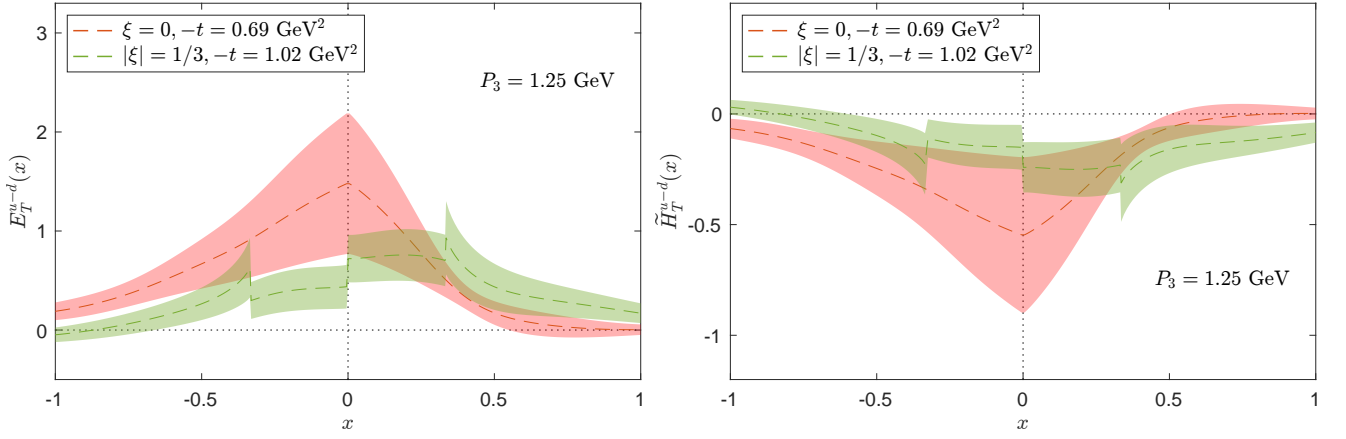 ξ = 0, −t = 0.69 GeV²
|ξ| = 1/3, −t = 1.02 GeV²
P₃ = 1.25 GeV
E_T^{u−d}(x)
3
2
1
0
-1
-0.5
0
0.5
1
x
ξ = 0, −t = 0.69 GeV²
|ξ| = 1/3, −t = 1.02 GeV²
P₃ = 1.25 GeV
H̃_T^{u−d}(x)
0
-0.5
-1
-1
-0.5
0
0.5
1
x